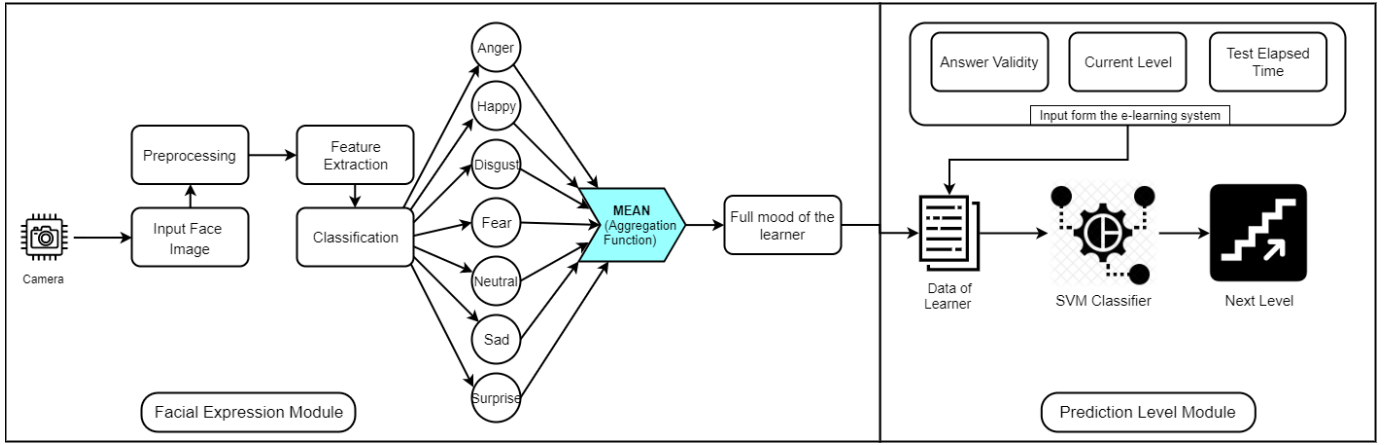 Camera
Input Face
Image
Preprocessing
Feature
Extraction
Classification
Anger
Happy
Disgust
Fear
Neutral
Sad
Surprise
MEAN
(Aggregation
Function)
Full mood of the
learner
Facial Expression Module
Answer Validity
Current Level
Test Elapsed
Time
Input form the e-learning system
Data of
Learner
SVM Classifier
Next Level
Prediction Level Module